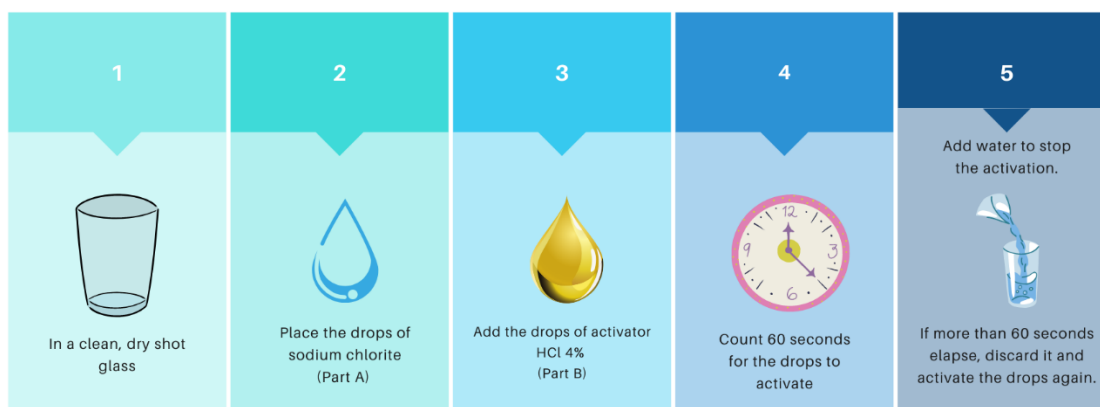 1
In a clean, dry shot
glass
2
Place the drops of
sodium chlorite
(Part A)
3
Add the drops of activator
HCl 4%
(Part B)
4
12
3
6
9
Count 60 seconds
for the drops to
activate
5
Add water to stop
the activation.
If more than 60 seconds
elapse, discard it and
activate the drops again.